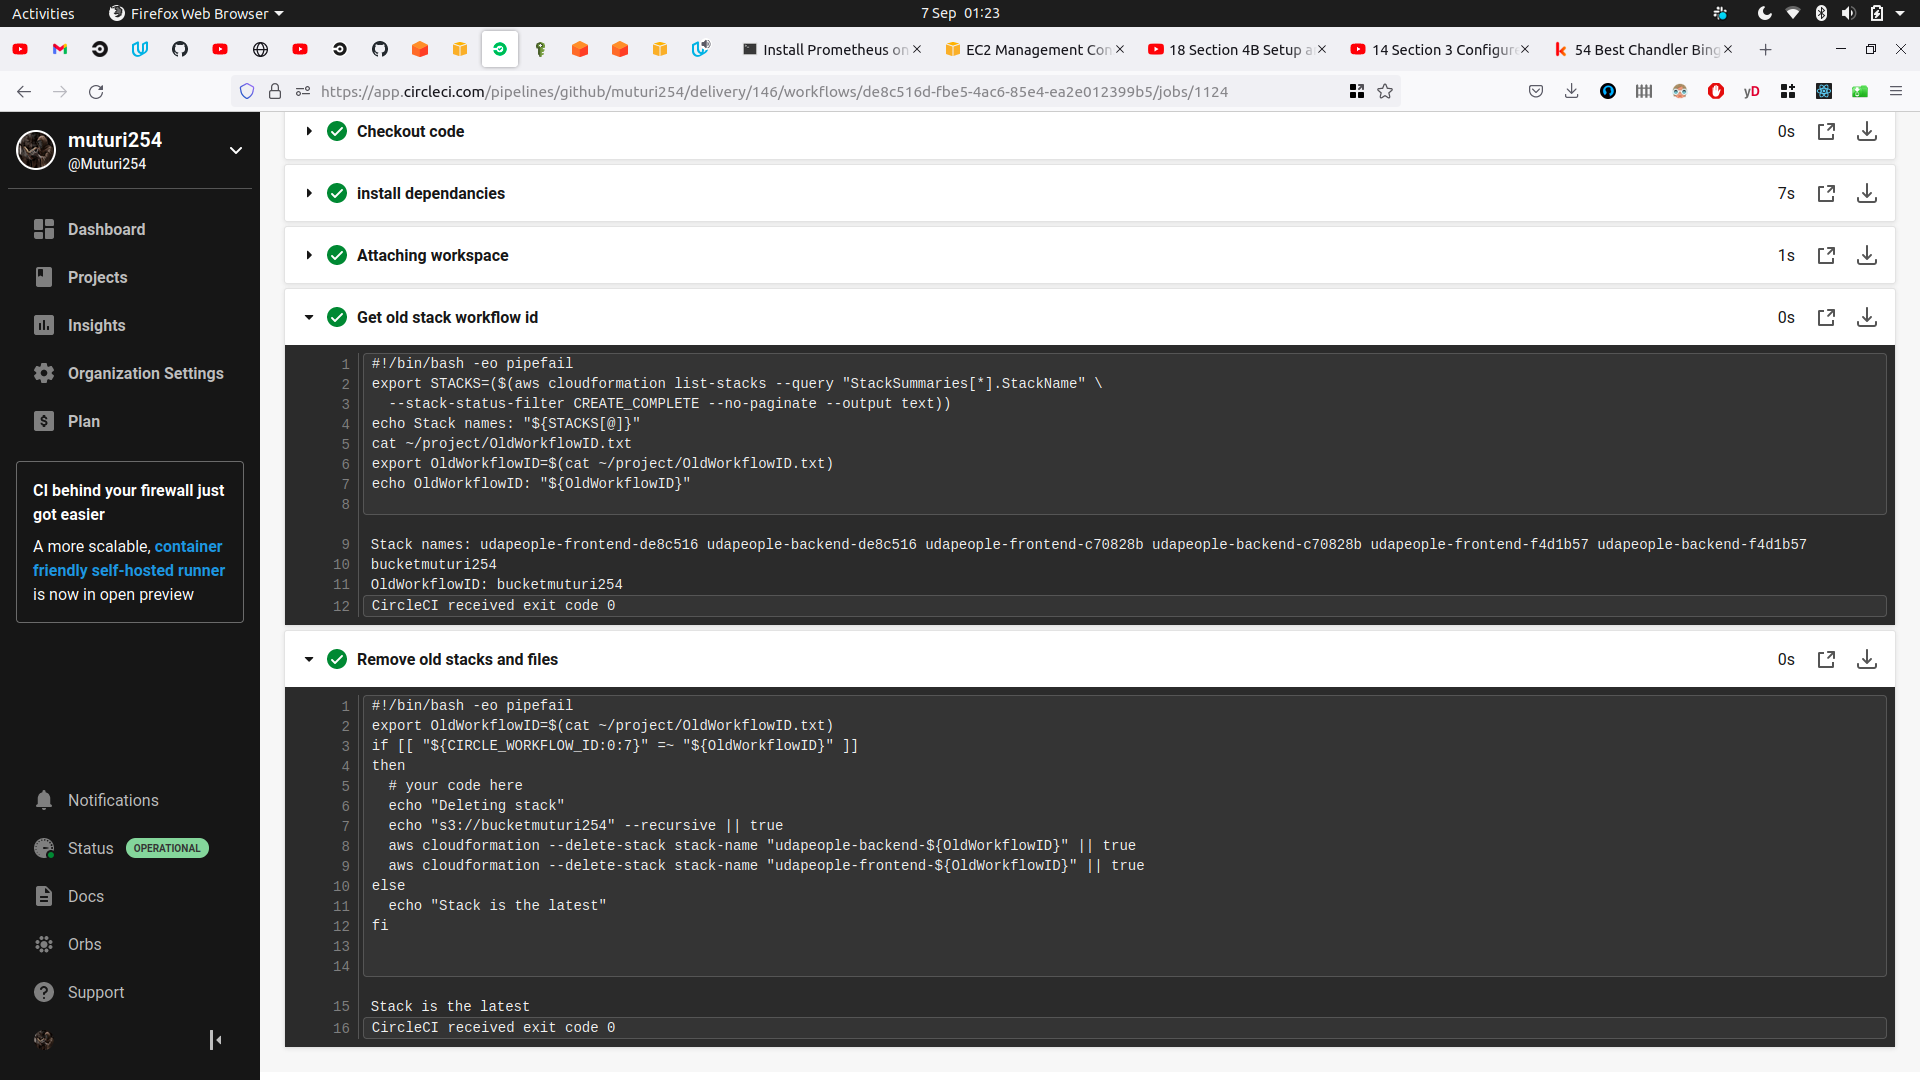 Activities
Firefox Web Browser
7 Sep 01:23
Install Prometheus on
EC2 Management Con
18 Section 4B Setup a
14 Section 3 Configure
54 Best Chandler Bing
https://app.circleci.com/pipelines/github/muturi254/delivery/146/workflows/de8c516d-fbe5-4ac6-85e4-ea2e012399b5/jobs/1124
yD
muturi254
@Muturi254
Dashboard
Projects
Insights
Organization Settings
Plan
CI behind your firewall just
got easier
A more scalable, container
friendly self-hosted runner
is now in open preview
Notifications
Status OPERATIONAL
Docs
Orbs
Support
Checkout code 0s
install dependancies 7s
Attaching workspace 1s
Get old stack workflow id 0s
1 #!/bin/bash -eo pipefail
2 export STACKS=($(aws cloudformation list-stacks --query "StackSummaries[*].StackName" \
3 --stack-status-filter CREATE_COMPLETE --no-paginate --output text))
4 echo Stack names: "${STACKS[@]}"
5 cat ~/project/OldWorkflowID.txt
6 export OldWorkflowID=$(cat ~/project/OldWorkflowID.txt)
7 echo OldWorkflowID: "${OldWorkflowID}"
8
9 Stack names: udapeople-frontend-de8c516 udapeople-backend-de8c516 udapeople-frontend-c70828b udapeople-backend-c70828b udapeople-frontend-f4d1b57 udapeople-backend-f4d1b57
10 bucketmuturi254
11 OldWorkflowID: bucketmuturi254
12 CircleCI received exit code 0
Remove old stacks and files 0s
1 #!/bin/bash -eo pipefail
2 export OldWorkflowID=$(cat ~/project/OldWorkflowID.txt)
3 if [[ "${CIRCLE_WORKFLOW_ID:0:7}" =~ "${OldWorkflowID}" ]]
4 then
5 # your code here
6 echo "Deleting stack"
7 echo "s3://bucketmuturi254" --recursive || true
8 aws cloudformation --delete-stack stack-name "udapeople-backend-${OldWorkflowID}" || true
9 aws cloudformation --delete-stack stack-name "udapeople-frontend-${OldWorkflowID}" || true
10 else
11 echo "Stack is the latest"
12 fi
13
14
15 Stack is the latest
16 CircleCI received exit code 0